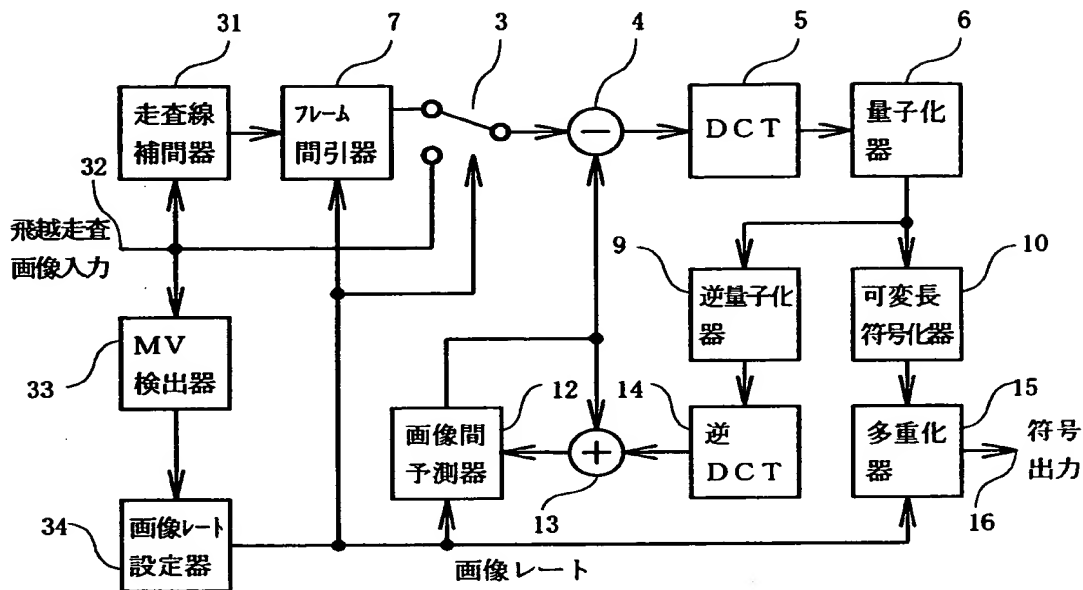 31
7
3
4
5
6
走査線
補間器
フレーム
間引器
−
DCT
量子化
器
32
飛越走査
画像入力
9
10
逆量子化
器
可変長
符号化器
MV
検出器
33
12
14
15
画像間
予測器
+
逆
DCT
多重化
器
符号
出力
13
16
34
画像レート
設定器
画像レート